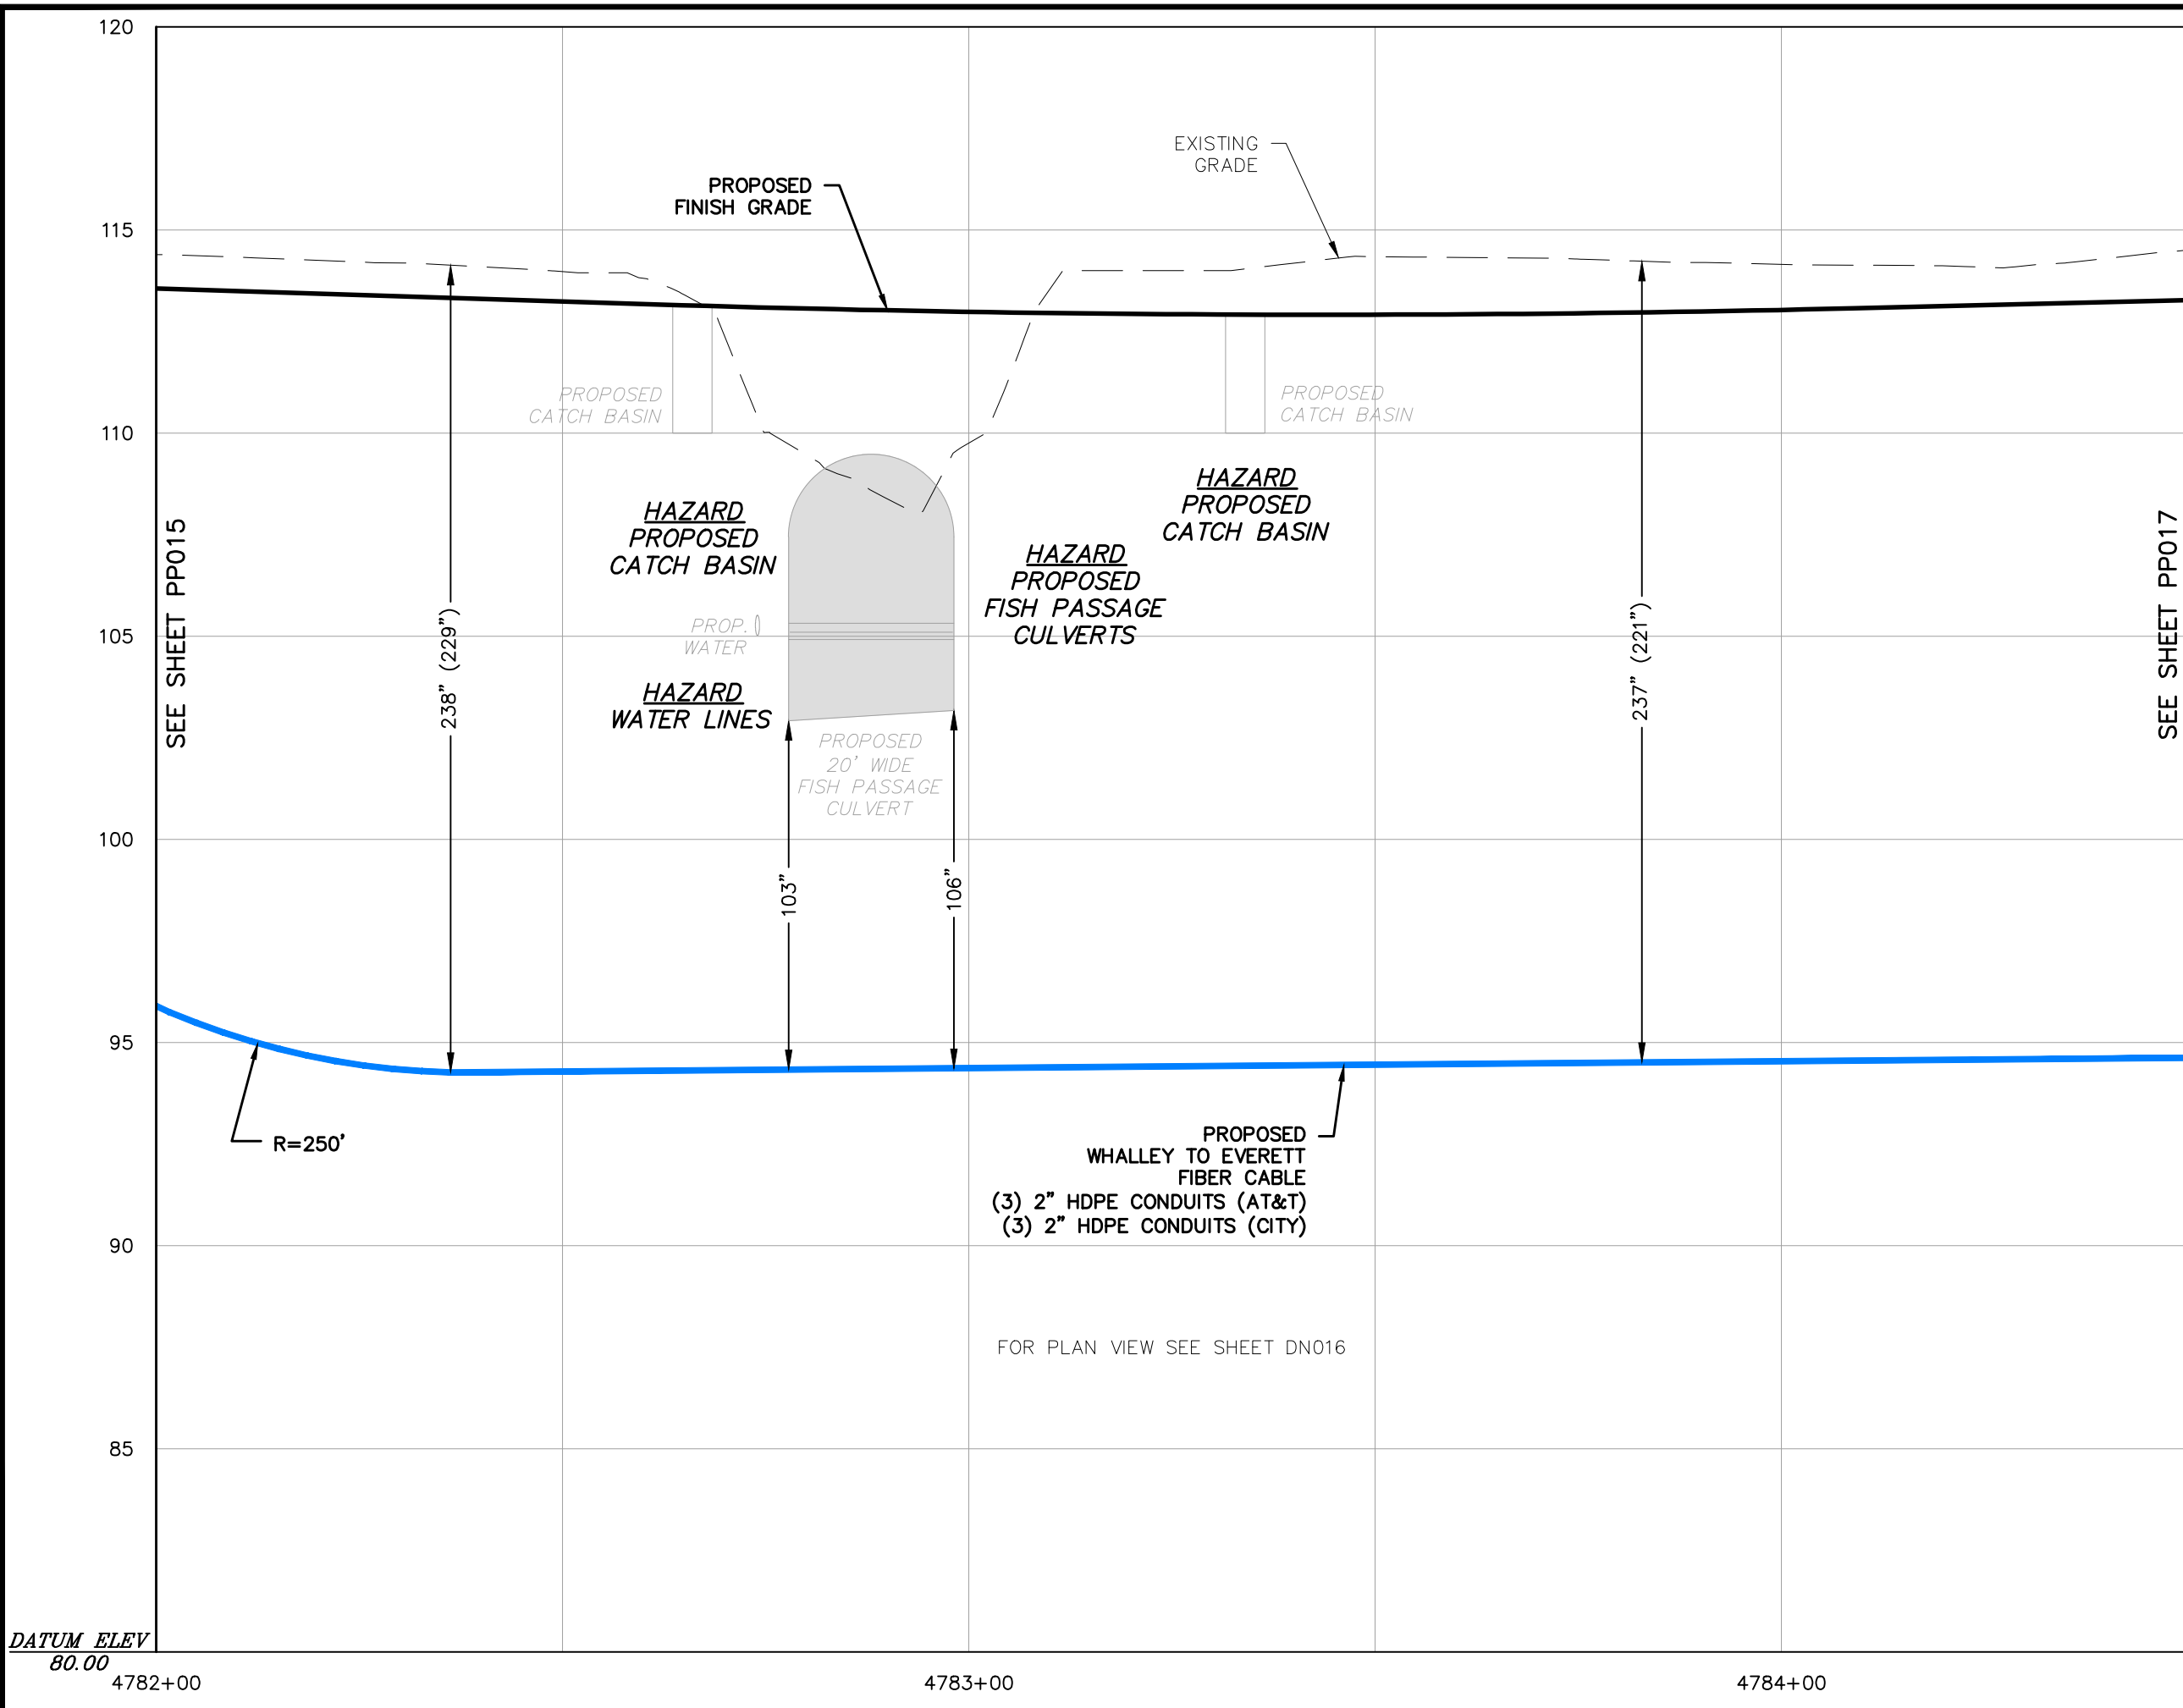 120
EXISTING
GRADE
PROPOSED
FINISH GRADE
115
PROPOSED
CATCH BASIN
PROPOSED
CATCH BASIN
110
HAZARD
PROPOSED
CATCH BASIN
HAZARD
PROPOSED
CATCH BASIN
HAZARD
PROPOSED
FISH PASSAGE
CULVERTS
SEE SHEET PP015
SEE SHEET PP017
238" (229")
237" (221")
105
PROP.
WATER
HAZARD
WATER LINES
PROPOSED
20' WIDE
FISH PASSAGE
CULVERT
100
103"
106"
95
R=250'
PROPOSED
WHALLEY TO EVERETT
FIBER CABLE
(3) 2" HDPE CONDUITS (AT&T)
(3) 2" HDPE CONDUITS (CITY)
90
FOR PLAN VIEW SEE SHEET DN016
85
DATUM ELEV
80.00
4782+00
4783+00
4784+00